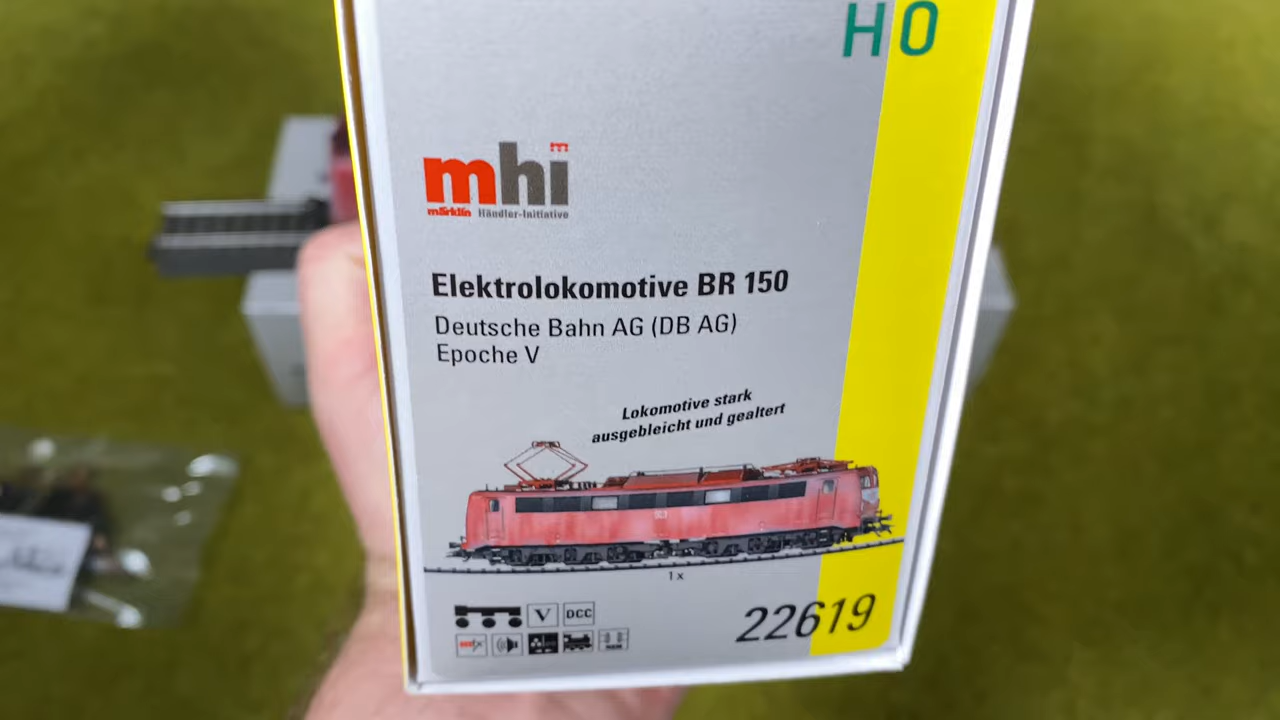 H0
mhi
märklin Händler-Initiative
Elektrolokomotive BR 150
Deutsche Bahn AG (DB AG)
Epoche V
Lokomotive stark
ausgebleicht und gealtert
1x
V DCC
mfx
22619